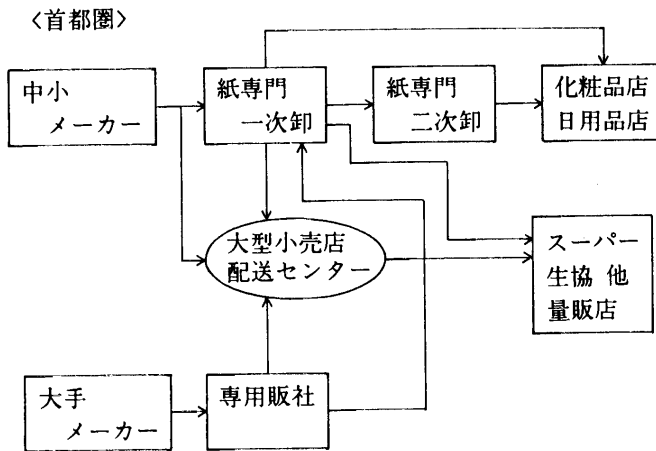 〈首都圏〉
中小
メーカー
紙専門
一次卸
紙専門
二次卸
化粧品店
日用品店
大型小売店
配送センター
スーパー
生協 他
量販店
大手
メーカー
専用販社